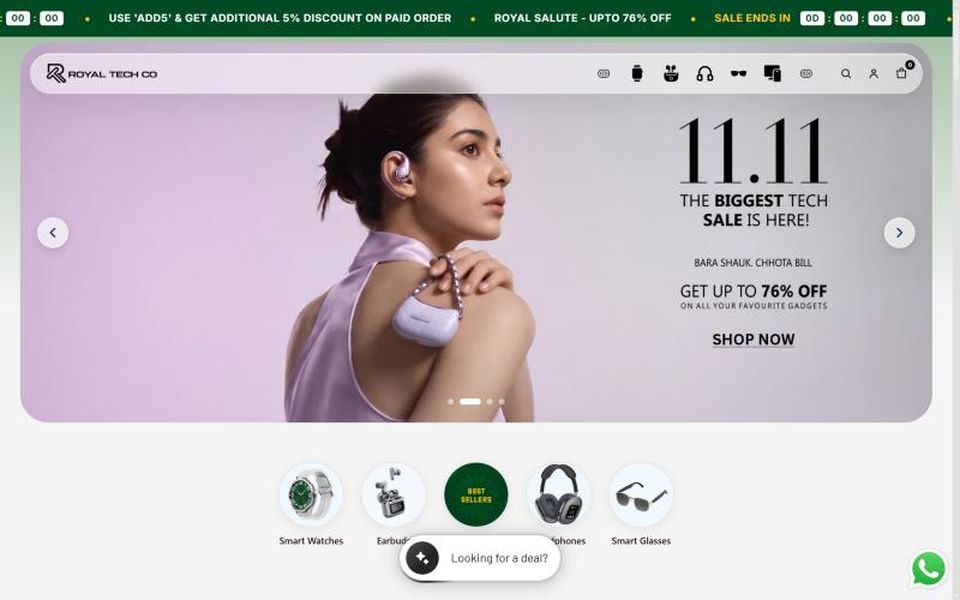 : 00 : 00 • USE 'ADD5' & GET ADDITIONAL 5% DISCOUNT ON PAID ORDER • ROYAL SALUTE - UPTO 76% OFF • SALE ENDS IN 0D : 00 : 00 : 00 •
ROYAL TECH CO
0
11.11
THE BIGGEST TECH
SALE IS HERE!
BARA SHAUK. CHHOTA BILL
GET UP TO 76% OFF
ON ALL YOUR FAVOURITE GADGETS
SHOP NOW
BEST
SELLERS
Smart Watches
Smart Glasses
Looking for a deal?